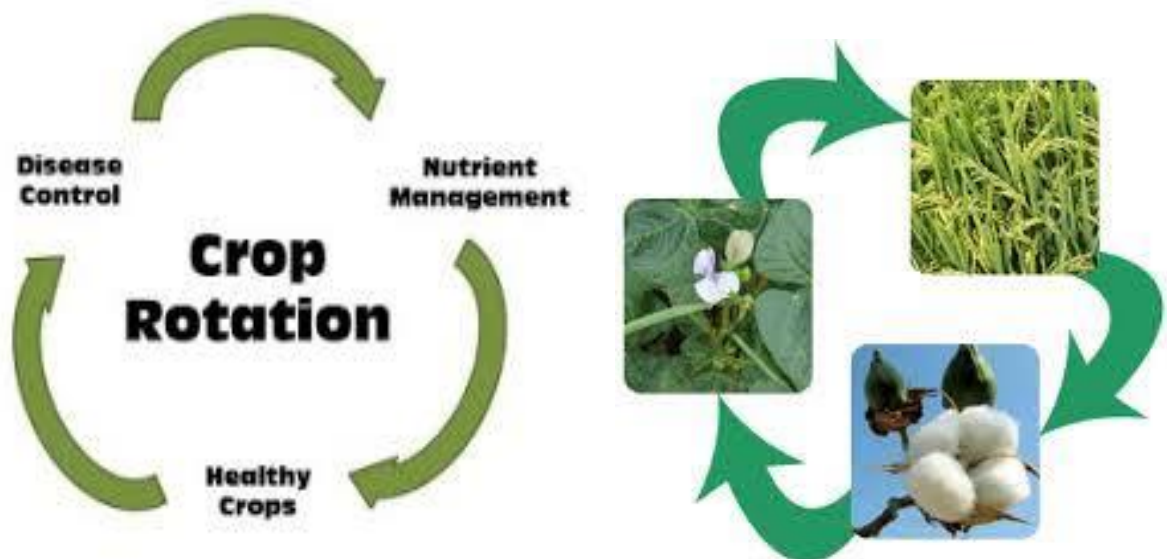 Disease
Control
Nutrient
Management
Crop
Rotation
Healthy
Crops